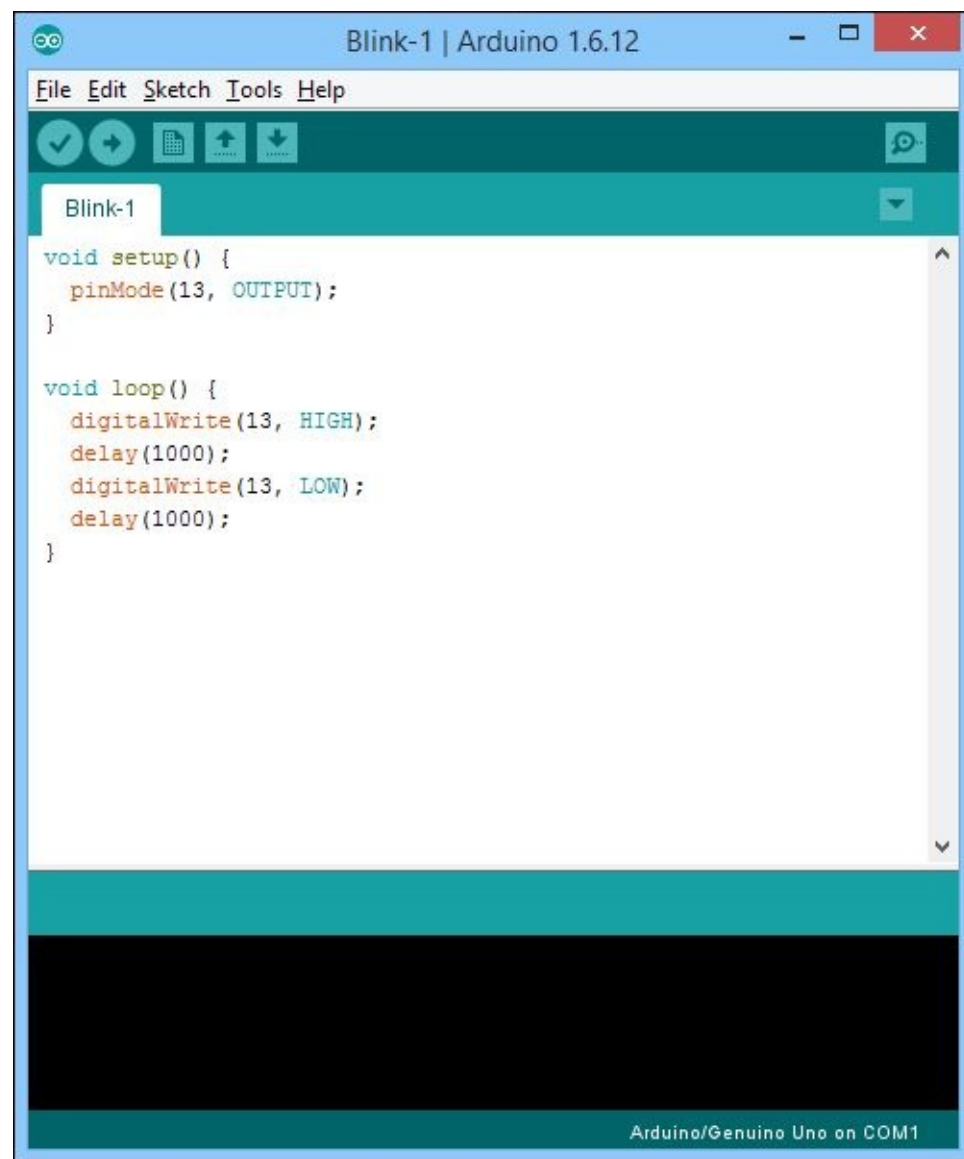 Blink-1 | Arduino 1.6.12
File Edit Sketch Tools Help
Blink-1
void setup() {
  pinMode(13, OUTPUT);
}

void loop() {
  digitalWrite(13, HIGH);
  delay(1000);
  digitalWrite(13, LOW);
  delay(1000);
}
Arduino/Genuino Uno on COM1